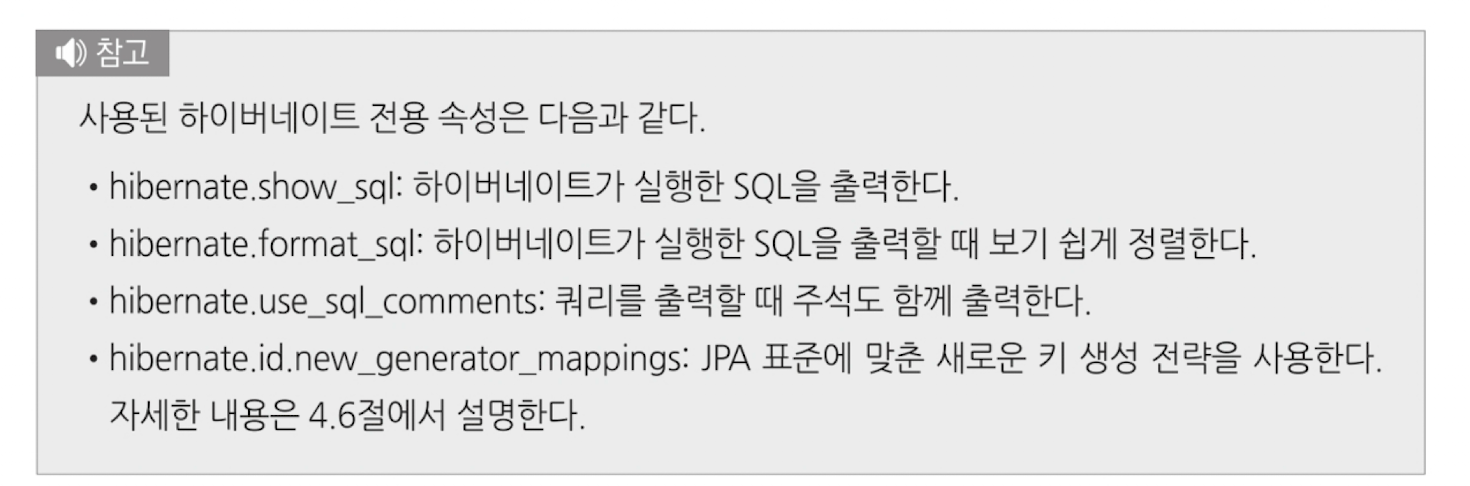 참고
사용된 하이버네이트 전용 속성은 다음과 같다.
• hibernate.show_sql: 하이버네이트가 실행한 SQL을 출력한다.
• hibernate.format_sql: 하이버네이트가 실행한 SQL을 출력할 때 보기 쉽게 정렬한다.
• hibernate.use_sql_comments: 쿼리를 출력할 때 주석도 함께 출력한다.
• hibernate.id.new_generator_mappings: JPA 표준에 맞춘 새로운 키 생성 전략을 사용한다.
자세한 내용은 4.6절에서 설명한다.